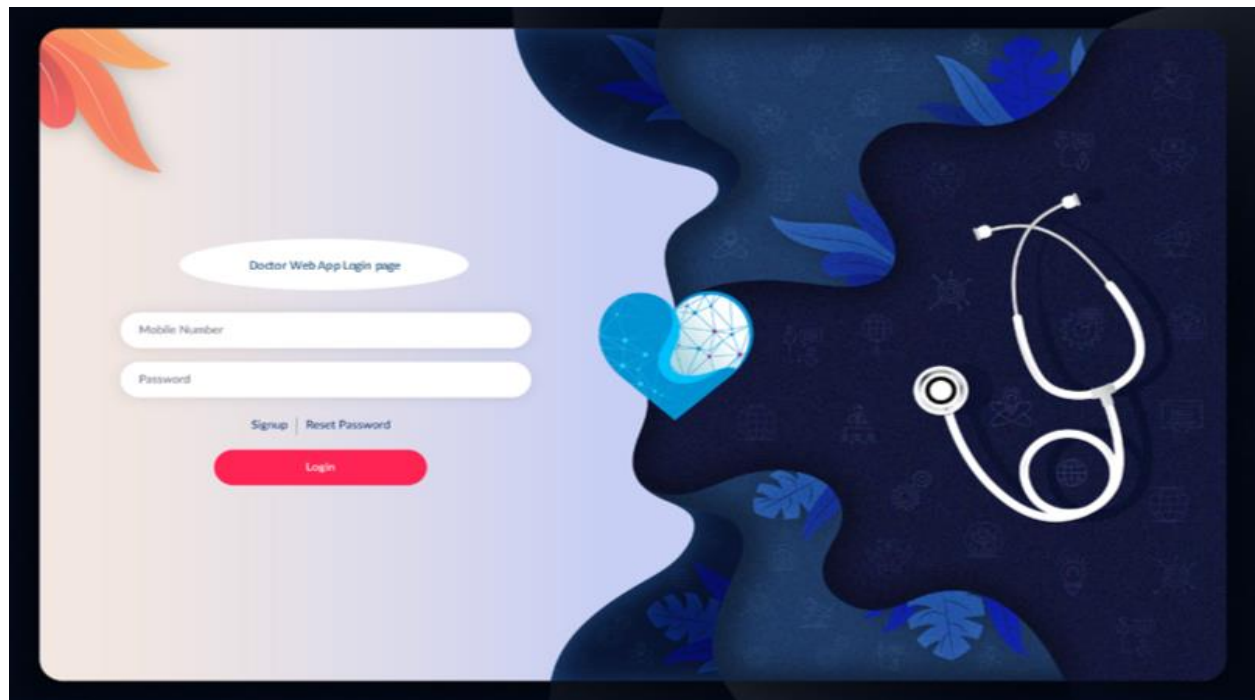 Doctor Web App Login page
Mobile Number
Password
Signup | Reset Password
Login